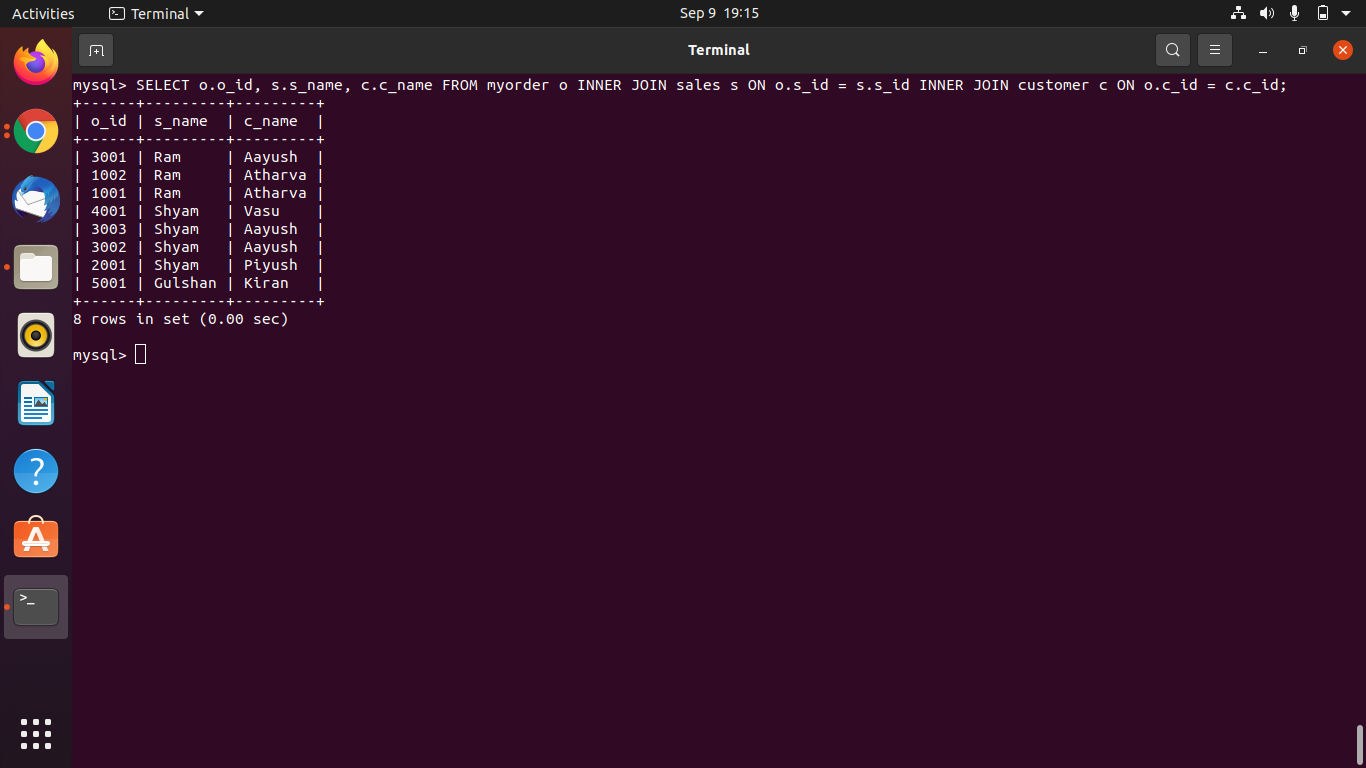 Activities Terminal Sep 9 19:15
Terminal
mysql> SELECT o.o_id, s.s_name, c.c_name FROM myorder o INNER JOIN sales s ON o.s_id = s.s_id INNER JOIN customer c ON o.c_id = c.c_id;
+------+---------+---------+
| o_id | s_name  | c_name  |
+------+---------+---------+
| 3001 | Ram     | Aayush  |
| 1002 | Ram     | Atharva |
| 1001 | Ram     | Atharva |
| 4001 | Shyam   | Vasu    |
| 3003 | Shyam   | Aayush  |
| 3002 | Shyam   | Aayush  |
| 2001 | Shyam   | Piyush  |
| 5001 | Gulshan | Kiran   |
+------+---------+---------+
8 rows in set (0.00 sec)
mysql>